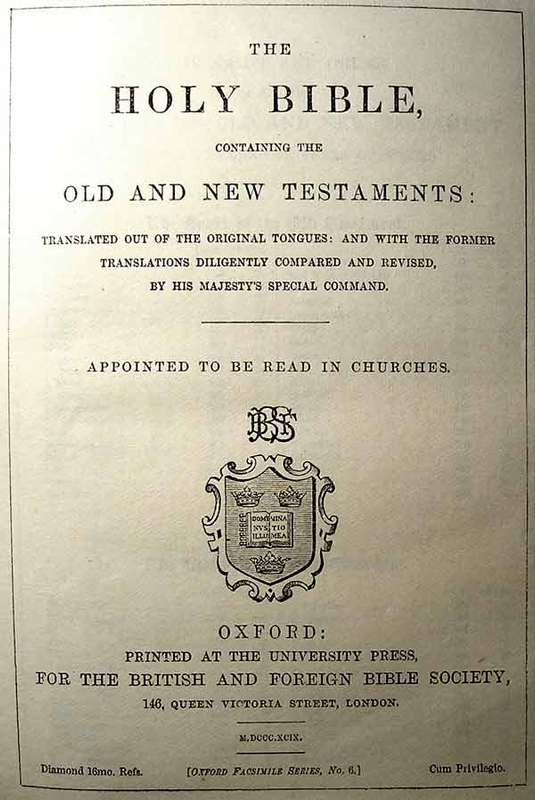 THE
HOLY BIBLE,
CONTAINING THE
OLD AND NEW TESTAMENTS:
TRANSLATED OUT OF THE ORIGINAL TONGUES: AND WITH THE FORMER
TRANSLATIONS DILIGENTLY COMPARED AND REVISED,
BY HIS MAJESTY'S SPECIAL COMMAND.
APPOINTED TO BE READ IN CHURCHES.
DOMI MINA
NVS TIO
ILLU MEA
OXFORD:
PRINTED AT THE UNIVERSITY PRESS,
FOR THE BRITISH AND FOREIGN BIBLE SOCIETY,
146, QUEEN VICTORIA STREET, LONDON.
M.DCCC.XCIX.
Diamond 16mo. Refs. [OXFORD FACSIMILE SERIES, No. 6.] Cum Privilegio.